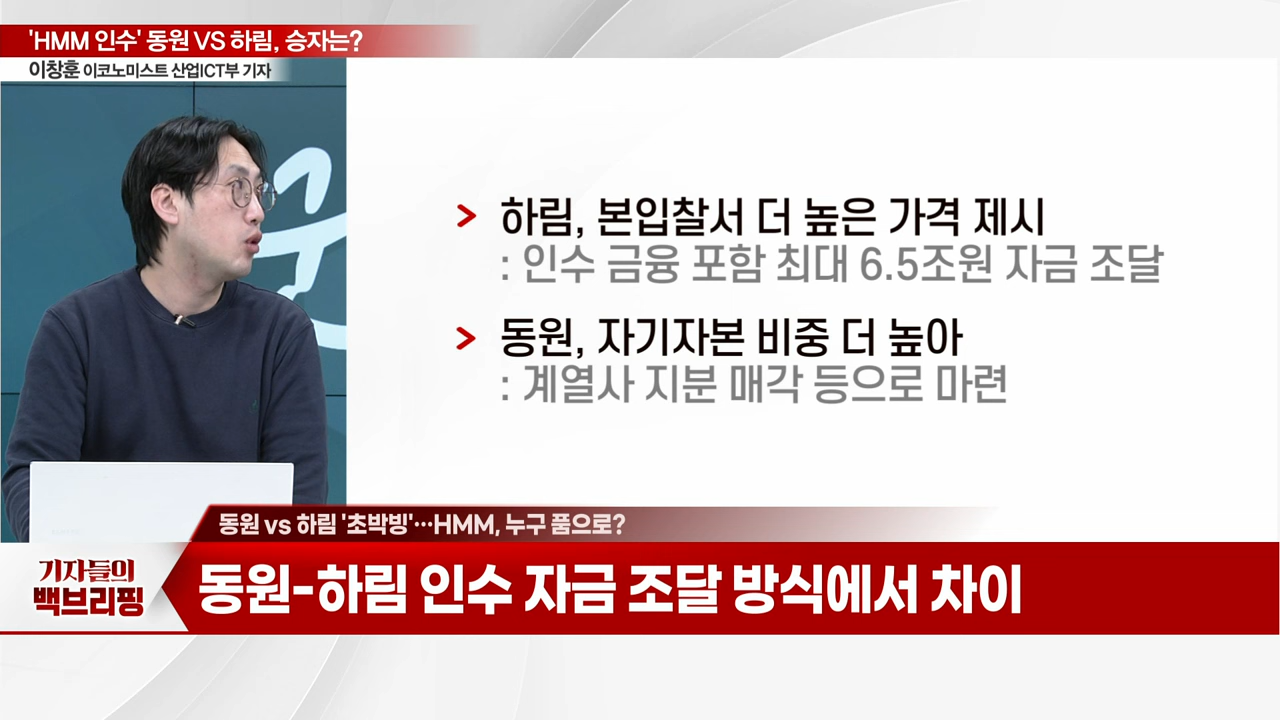 'HMM 인수' 동원 VS 하림, 승자는?
이창훈 이코노미스트 산업ICT부 기자
> 하림, 본입찰서 더 높은 가격 제시
: 인수 금융 포함 최대 6.5조원 자금 조달
> 동원, 자기자본 비중 더 높아
: 계열사 지분 매각 등으로 마련
동원 vs 하림 '초박빙'…HMM, 누구 품으로?
기자들의
백브리핑
동원-하림 인수 자금 조달 방식에서 차이